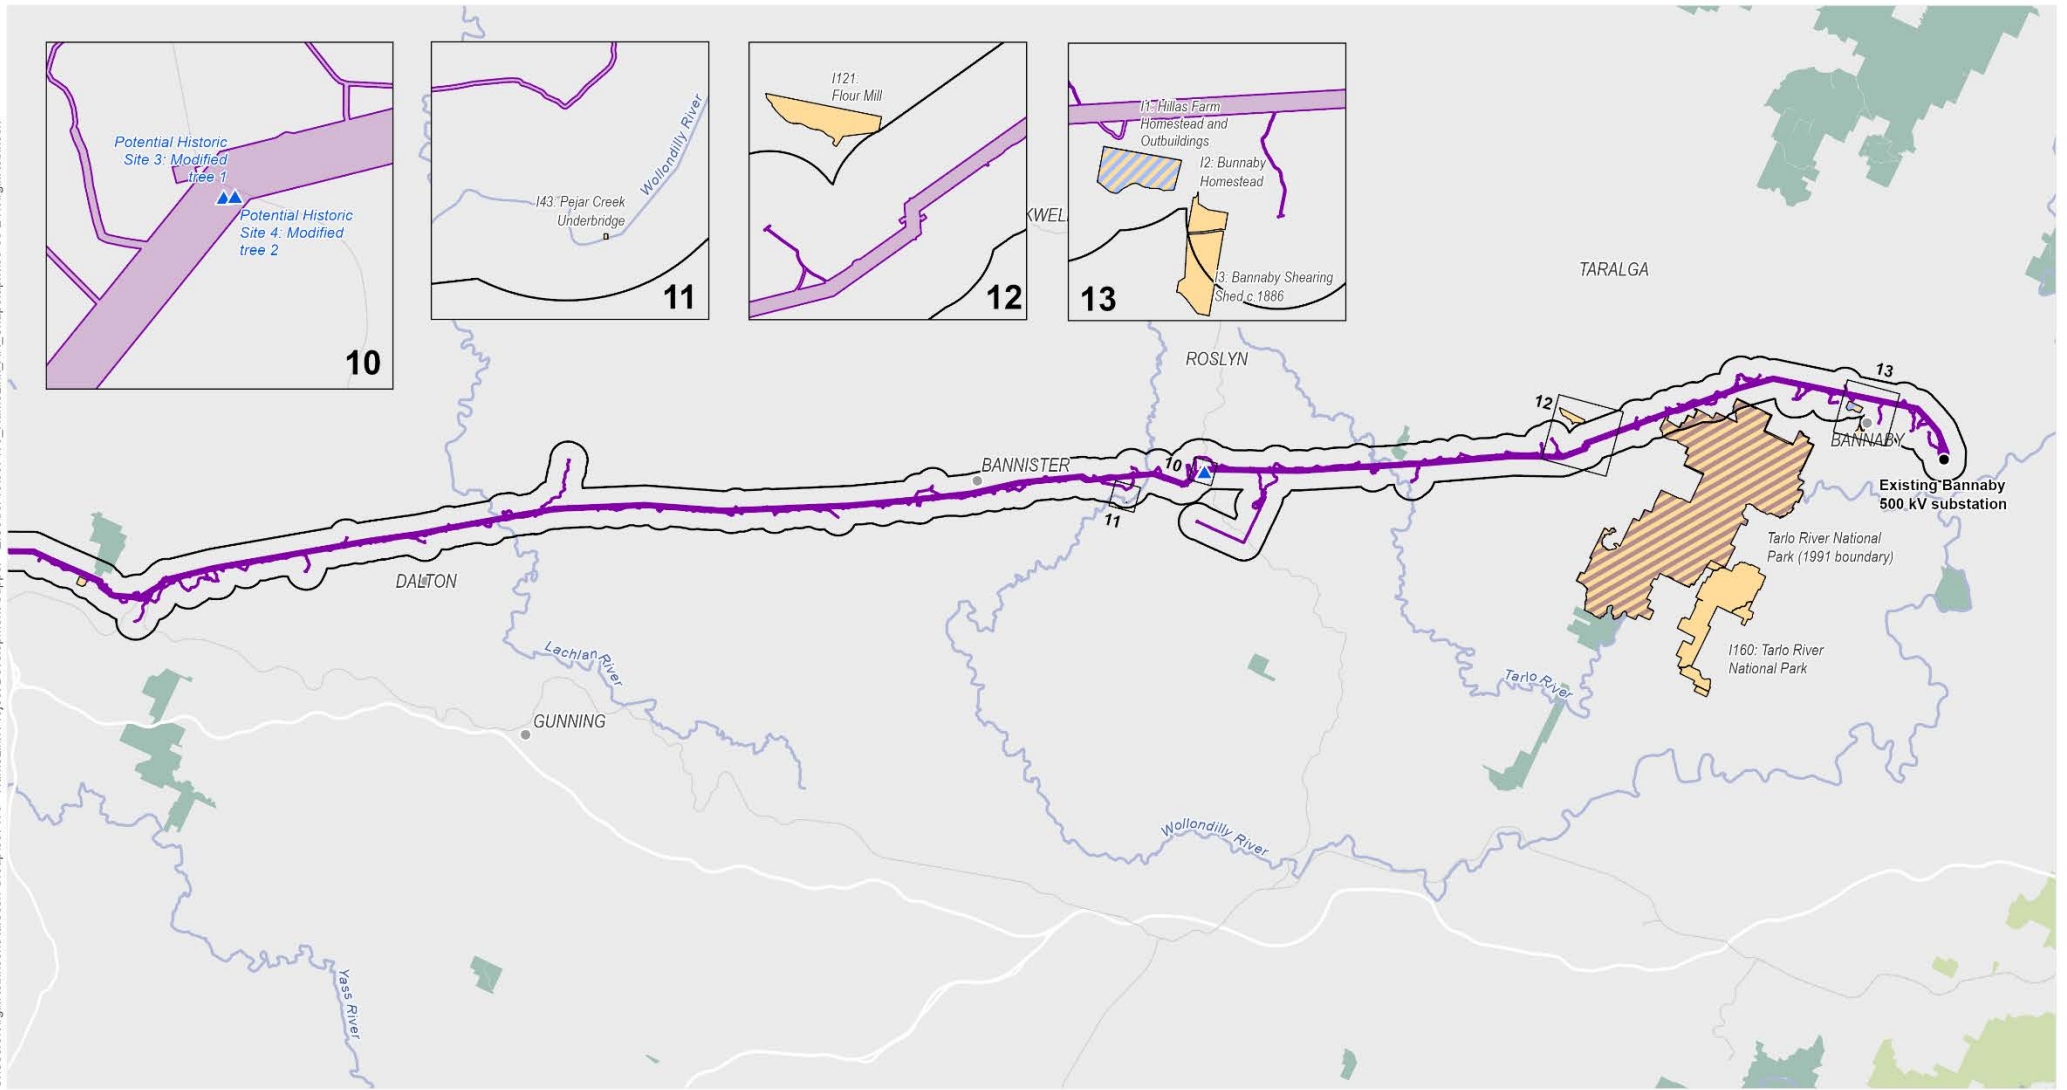 Potential Historic
Site 3: Modified
tree 1
Potential Historic
Site 4: Modified
tree 2
10
Wollondilly River
I43: Pejar Creek
Underbridge
11
I121:
Flour Mill
12
I1: Hillas Farm
Homestead and
Outbuildings
I2: Bunnaby
Homestead
I3: Bannaby Shearing
Shed c.1886
13
TARALGA
ROSLYN
13
12
BANNABY
BANNISTER
10
11
Existing Bannaby
500 kV substation
Tarlo River National
Park (1991 boundary)
DALTON
I160: Tarlo River
National Park
Lachlan River
Tarlo River
GUNNING
Wollondilly River
Yass River